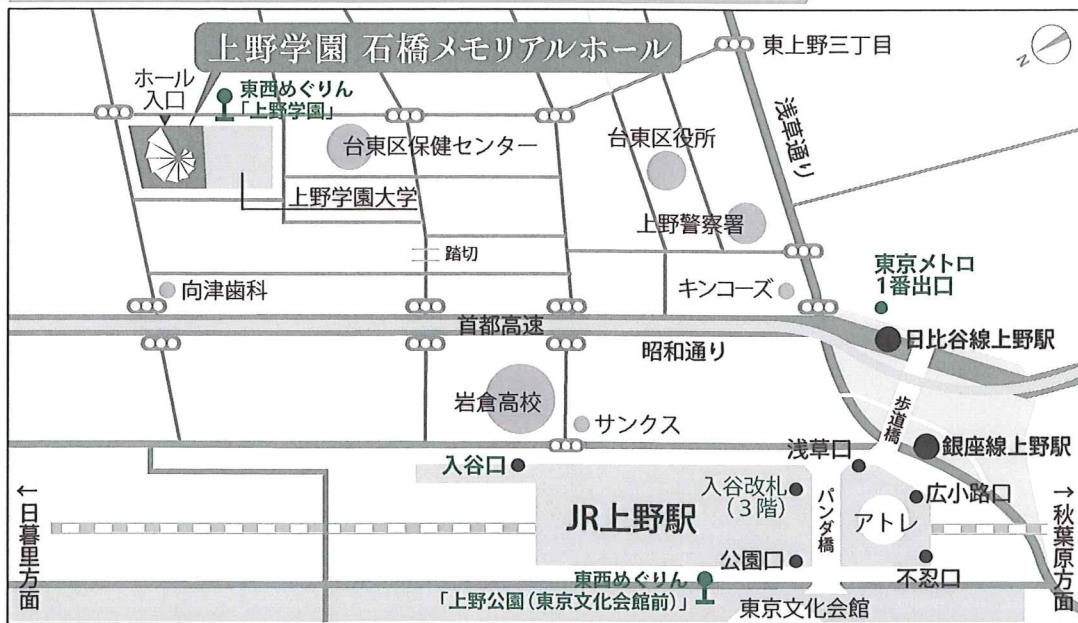 上野学園 石橋メモリアルホール
東上野三丁目
N
ホール
入口
東西めぐりん
「上野学園」
浅草通り
台東区保健センター
台東区役所
上野学園大学
上野警察署
踏切
東京メトロ
1番出口
向津歯科
キンコーズ
首都高速
昭和通り
日比谷線上野駅
岩倉高校
サンクス
歩道橋
浅草口
銀座線上野駅
入谷口
入谷改札
(3階)
パンダ橋
広小路口
アトレ
JR上野駅
←日暮里方面
→秋葉原方面
公園口
不忍口
東西めぐりん
「上野公園(東京文化会館前)」
東京文化会館